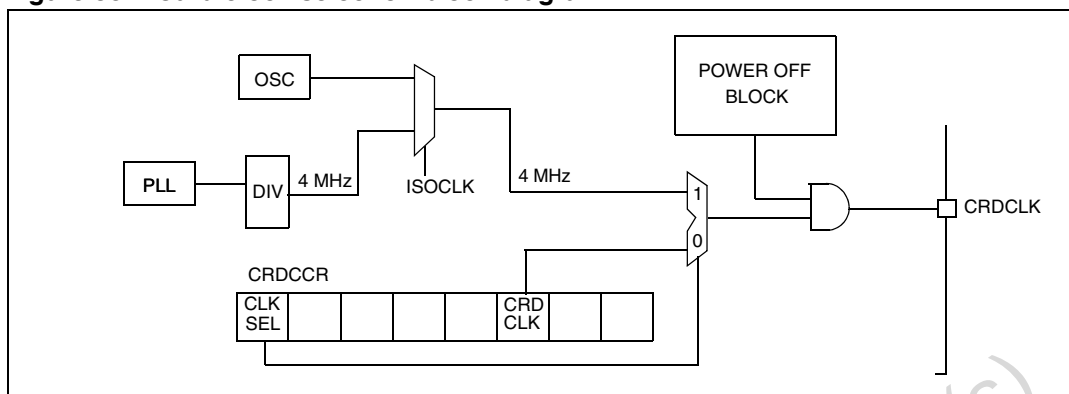 OSC
POWER OFF
BLOCK
PLL
DIV
4 MHz
ISOCLK
4 MHz
1
0
CRDCLK
CRDCCR
CLK
SEL
CRD
CLK